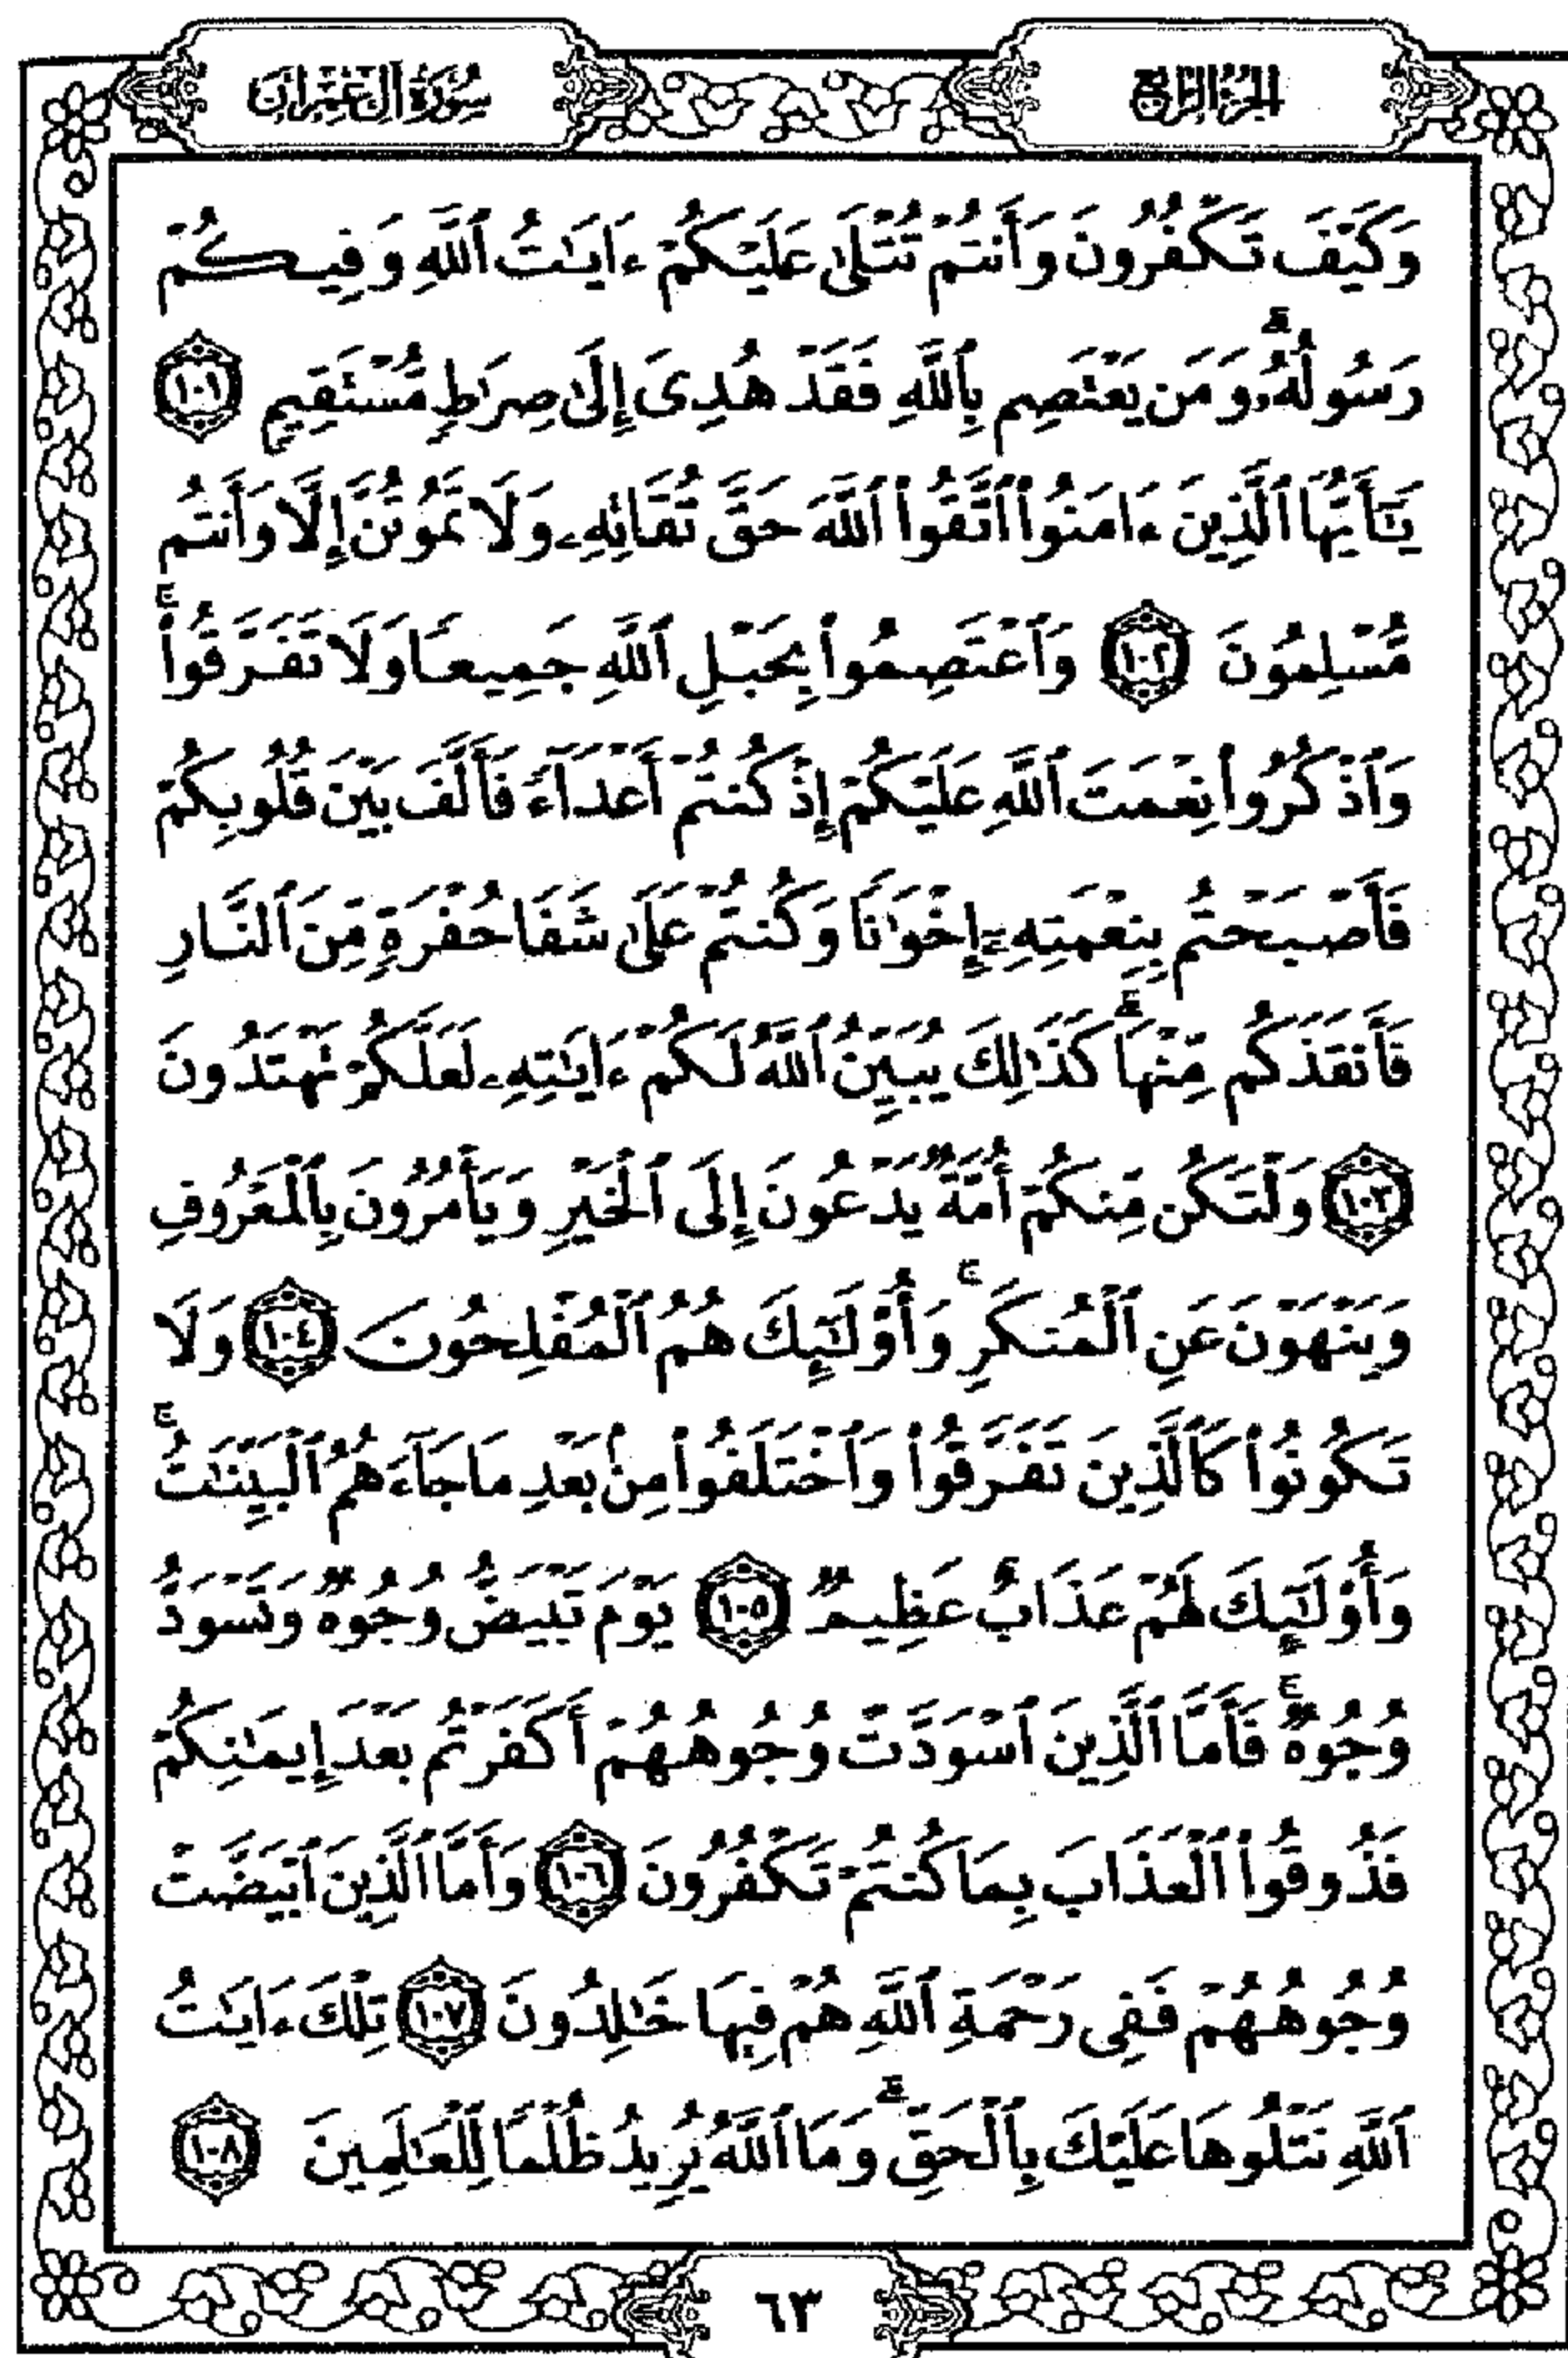 الجزء الرابع
سورة آل عمران
وَكَيْفَ تَكْفُرُونَ وَأَنتُمْ تُتْلَىٰ عَلَيْكُمْ ءَايَـٰتُ ٱللَّهِ وَفِيكُمْ
رَسُولُهُۥ ۗ وَمَن يَعْتَصِم بِٱللَّهِ فَقَدْ هُدِىَ إِلَىٰ صِرَٰطٍ مُّسْتَقِيمٍ ١٠١
يَـٰٓأَيُّهَا ٱلَّذِينَ ءَامَنُوا۟ ٱتَّقُوا۟ ٱللَّهَ حَقَّ تُقَاتِهِۦ وَلَا تَمُوتُنَّ إِلَّا وَأَنتُم
مُّسْلِمُونَ ١٠٢ وَٱعْتَصِمُوا۟ بِحَبْلِ ٱللَّهِ جَمِيعًا وَلَا تَفَرَّقُوا۟ ۚ
وَٱذْكُرُوا۟ نِعْمَتَ ٱللَّهِ عَلَيْكُمْ إِذْ كُنتُمْ أَعْدَآءً فَأَلَّفَ بَيْنَ قُلُوبِكُمْ
فَأَصْبَحْتُم بِنِعْمَتِهِۦٓ إِخْوَٰنًا وَكُنتُمْ عَلَىٰ شَفَا حُفْرَةٍ مِّنَ ٱلنَّارِ
فَأَنقَذَكُم مِّنْهَا ۗ كَذَٰلِكَ يُبَيِّنُ ٱللَّهُ لَكُمْ ءَايَـٰتِهِۦ لَعَلَّكُمْ تَهْتَدُونَ
١٠٣ وَلْتَكُن مِّنكُمْ أُمَّةٌ يَدْعُونَ إِلَى ٱلْخَيْرِ وَيَأْمُرُونَ بِٱلْمَعْرُوفِ
وَيَنْهَوْنَ عَنِ ٱلْمُنكَرِ ۚ وَأُو۟لَـٰٓئِكَ هُمُ ٱلْمُفْلِحُونَ ١٠٤ وَلَا
تَكُونُوا۟ كَٱلَّذِينَ تَفَرَّقُوا۟ وَٱخْتَلَفُوا۟ مِنۢ بَعْدِ مَا جَآءَهُمُ ٱلْبَيِّنَـٰتُ ۚ
وَأُو۟لَـٰٓئِكَ لَهُمْ عَذَابٌ عَظِيمٌ ١٠٥ يَوْمَ تَبْيَضُّ وُجُوهٌ وَتَسْوَدُّ
وُجُوهٌ ۚ فَأَمَّا ٱلَّذِينَ ٱسْوَدَّتْ وُجُوهُهُمْ أَكَفَرْتُم بَعْدَ إِيمَـٰنِكُمْ
فَذُوقُوا۟ ٱلْعَذَابَ بِمَا كُنتُمْ تَكْفُرُونَ ١٠٦ وَأَمَّا ٱلَّذِينَ ٱبْيَضَّتْ
وُجُوهُهُمْ فَفِى رَحْمَةِ ٱللَّهِ هُمْ فِيهَا خَـٰلِدُونَ ١٠٧ تِلْكَ ءَايَـٰتُ
ٱللَّهِ نَتْلُوهَا عَلَيْكَ بِٱلْحَقِّ ۗ وَمَا ٱللَّهُ يُرِيدُ ظُلْمًا لِّلْعَـٰلَمِينَ ١٠٨
٦٣